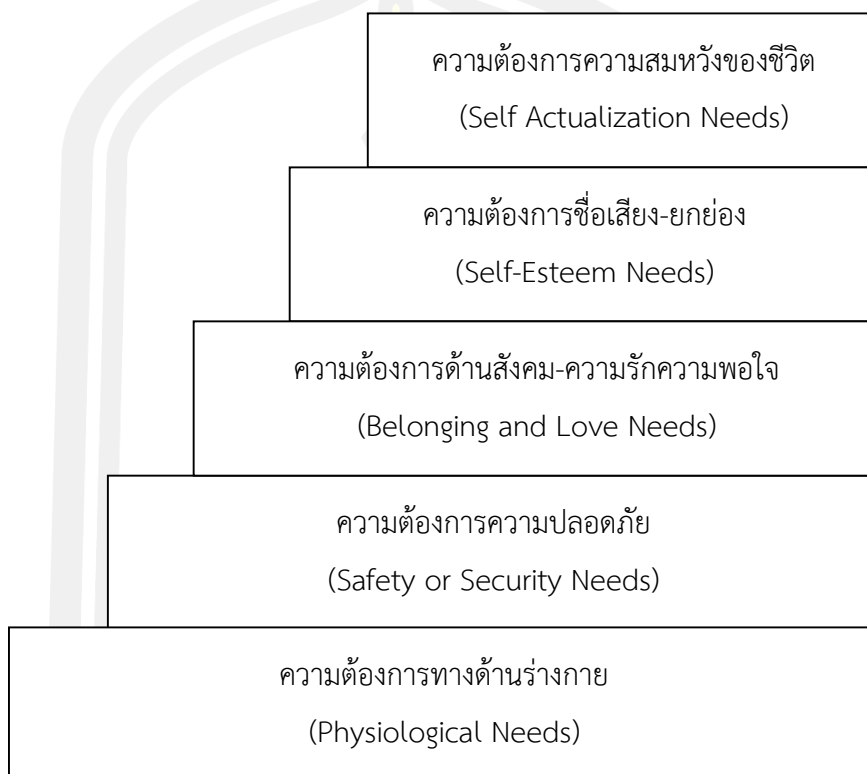 ความต้องการความสมหวังของชีวิต
(Self Actualization Needs)
ความต้องการชื่อเสียง-ยกย่อง
(Self-Esteem Needs)
ความต้องการด้านสังคม-ความรักความพอใจ
(Belonging and Love Needs)
ความต้องการความปลอดภัย
(Safety or Security Needs)
ความต้องการทางด้านร่างกาย
(Physiological Needs)